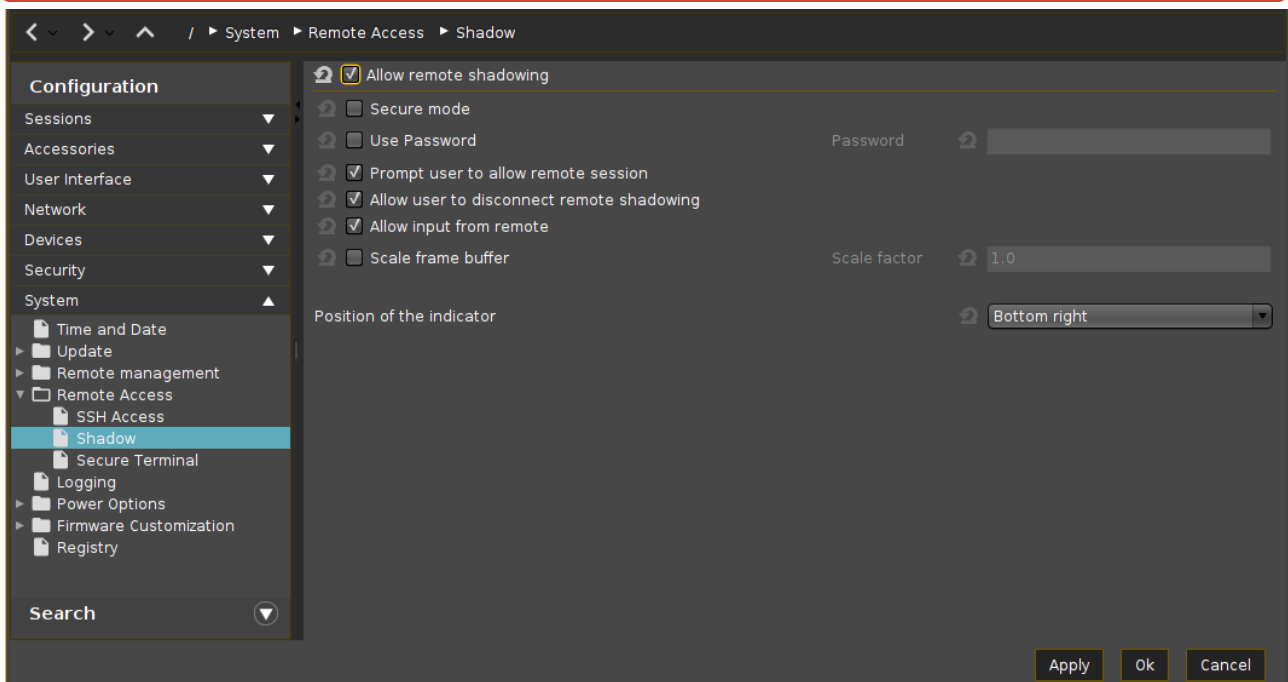 / System Remote Access Shadow
Configuration
Sessions
Accessories
User Interface
Network
Devices
Security
System
Time and Date
Update
Remote management
Remote Access
SSH Access
Shadow
Secure Terminal
Logging
Power Options
Firmware Customization
Registry
Search
Allow remote shadowing
Secure mode
Use Password Password
Prompt user to allow remote session
Allow user to disconnect remote shadowing
Allow input from remote
Scale frame buffer Scale factor 1.0
Position of the indicator Bottom right
Apply Ok Cancel